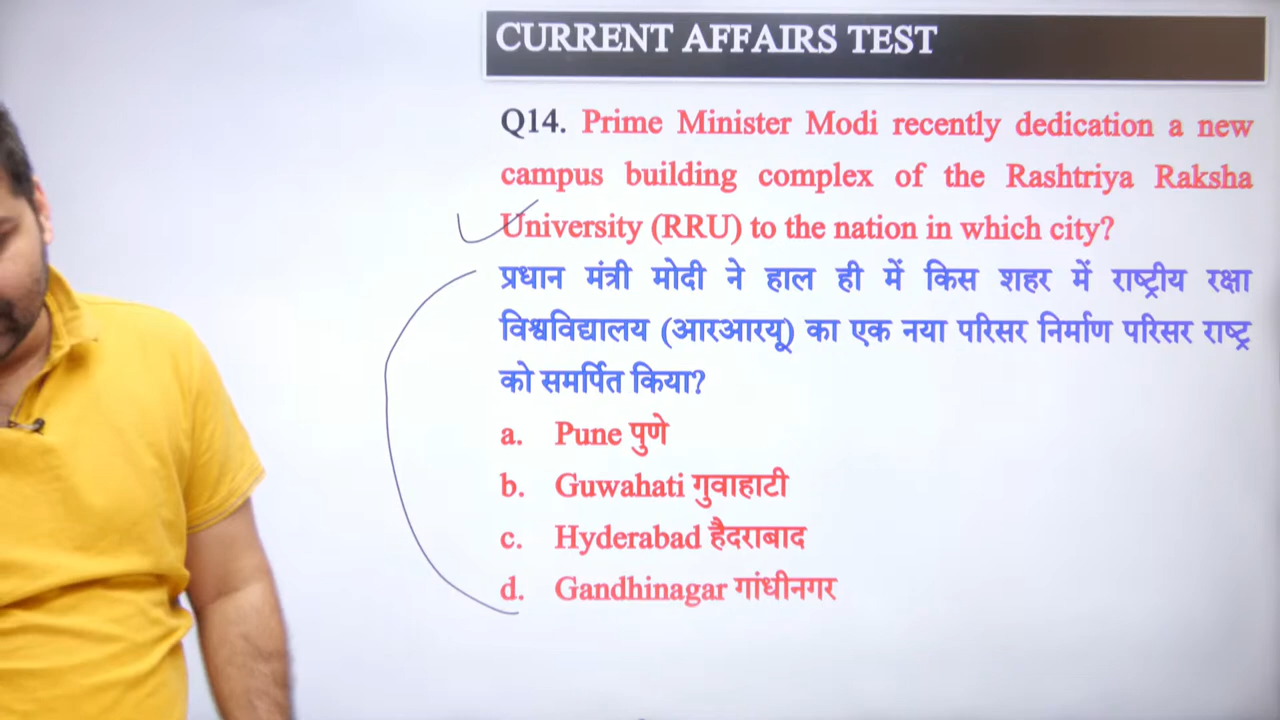 CURRENT AFFAIRS TEST
Q14. Prime Minister Modi recently dedication a new
campus building complex of the Rashtriya Raksha
University (RRU) to the nation in which city?
प्रधान मंत्री मोदी ने हाल ही में किस शहर में राष्ट्रीय रक्षा
विश्वविद्यालय (आरआरयू) का एक नया परिसर निर्माण परिसर राष्ट्र
को समर्पित किया?
a. Pune पुणे
b. Guwahati गुवाहाटी
c. Hyderabad हैदराबाद
d. Gandhinagar गांधीनगर